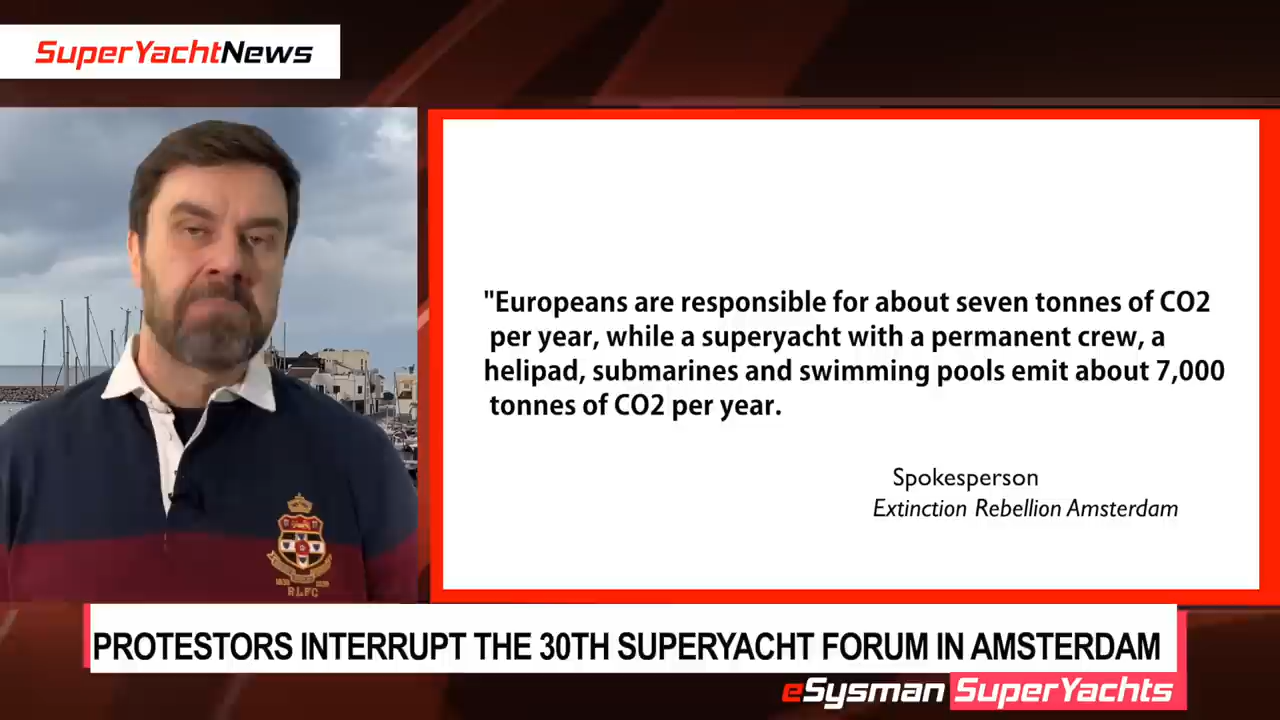 SuperYachtNews
"Europeans are responsible for about seven tonnes of CO2
per year, while a superyacht with a permanent crew, a
helipad, submarines and swimming pools emit about 7,000
tonnes of CO2 per year.
Spokesperson
Extinction Rebellion Amsterdam
R.L.F.C
PROTESTORS INTERRUPT THE 30TH SUPERYACHT FORUM IN AMSTERDAM
eSysman SuperYachts